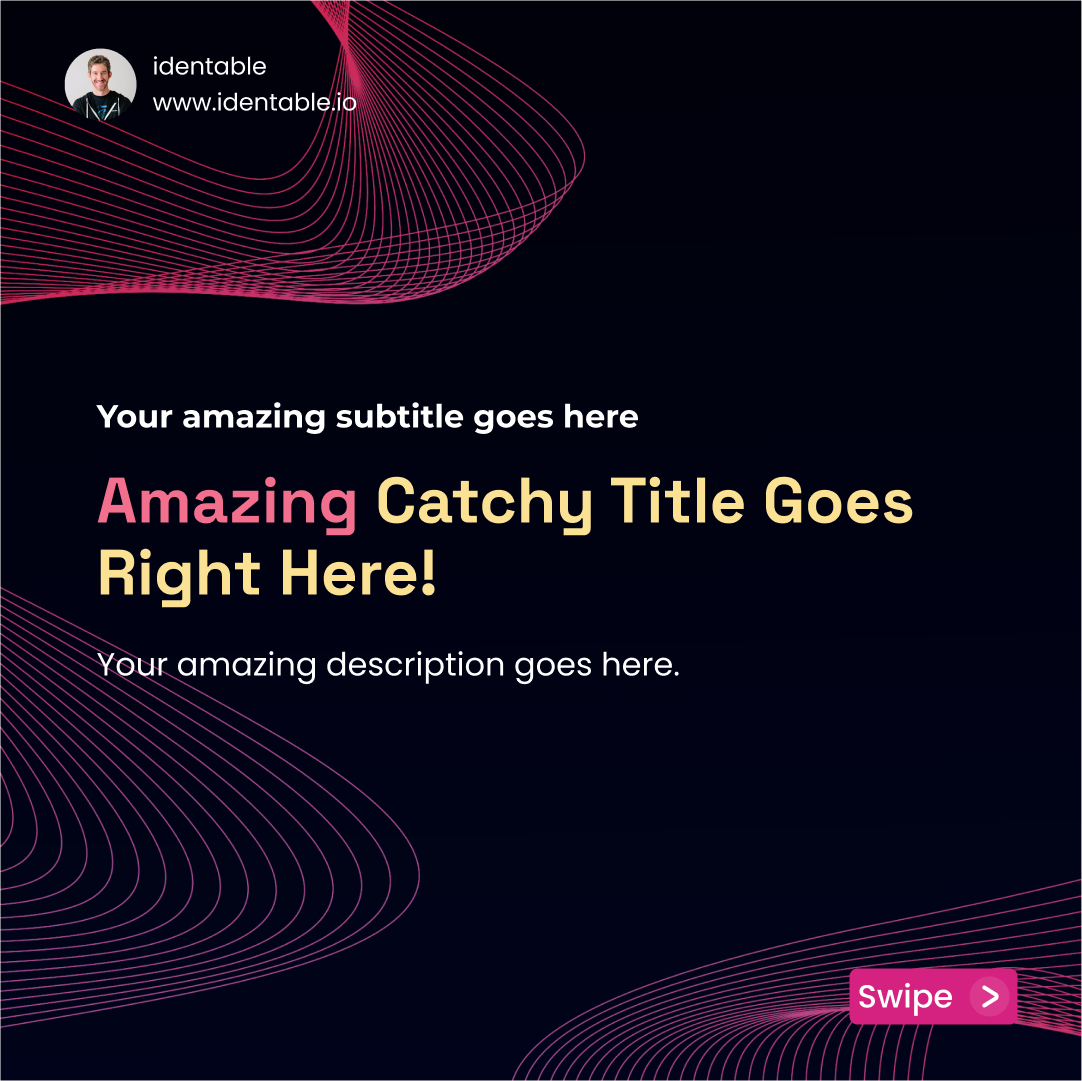 identable
www.identable.io
Your amazing subtitle goes here
Amazing Catchy Title Goes
Right Here!
Your amazing description goes here.
Swipe >